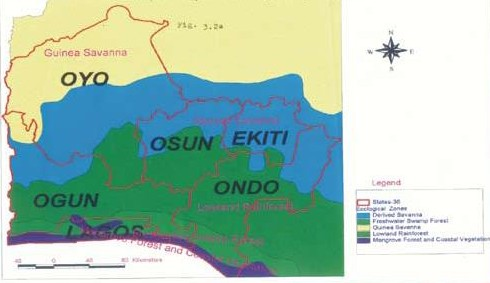 FIG. 3.2a
N
W E
S
Guinea Savanna
OYO
OSUN
EKITI
OGUN
ONDO
Lowland Rainforest
LAGOS
40 0 40 80 Kilometers
Legend
States-36
Ecological Zones
Derived Savanna
Freshwater Swamp Forest
Guinea Savanna
Lowland Rainforest
Mangrove Forest and Coastal Vegetation